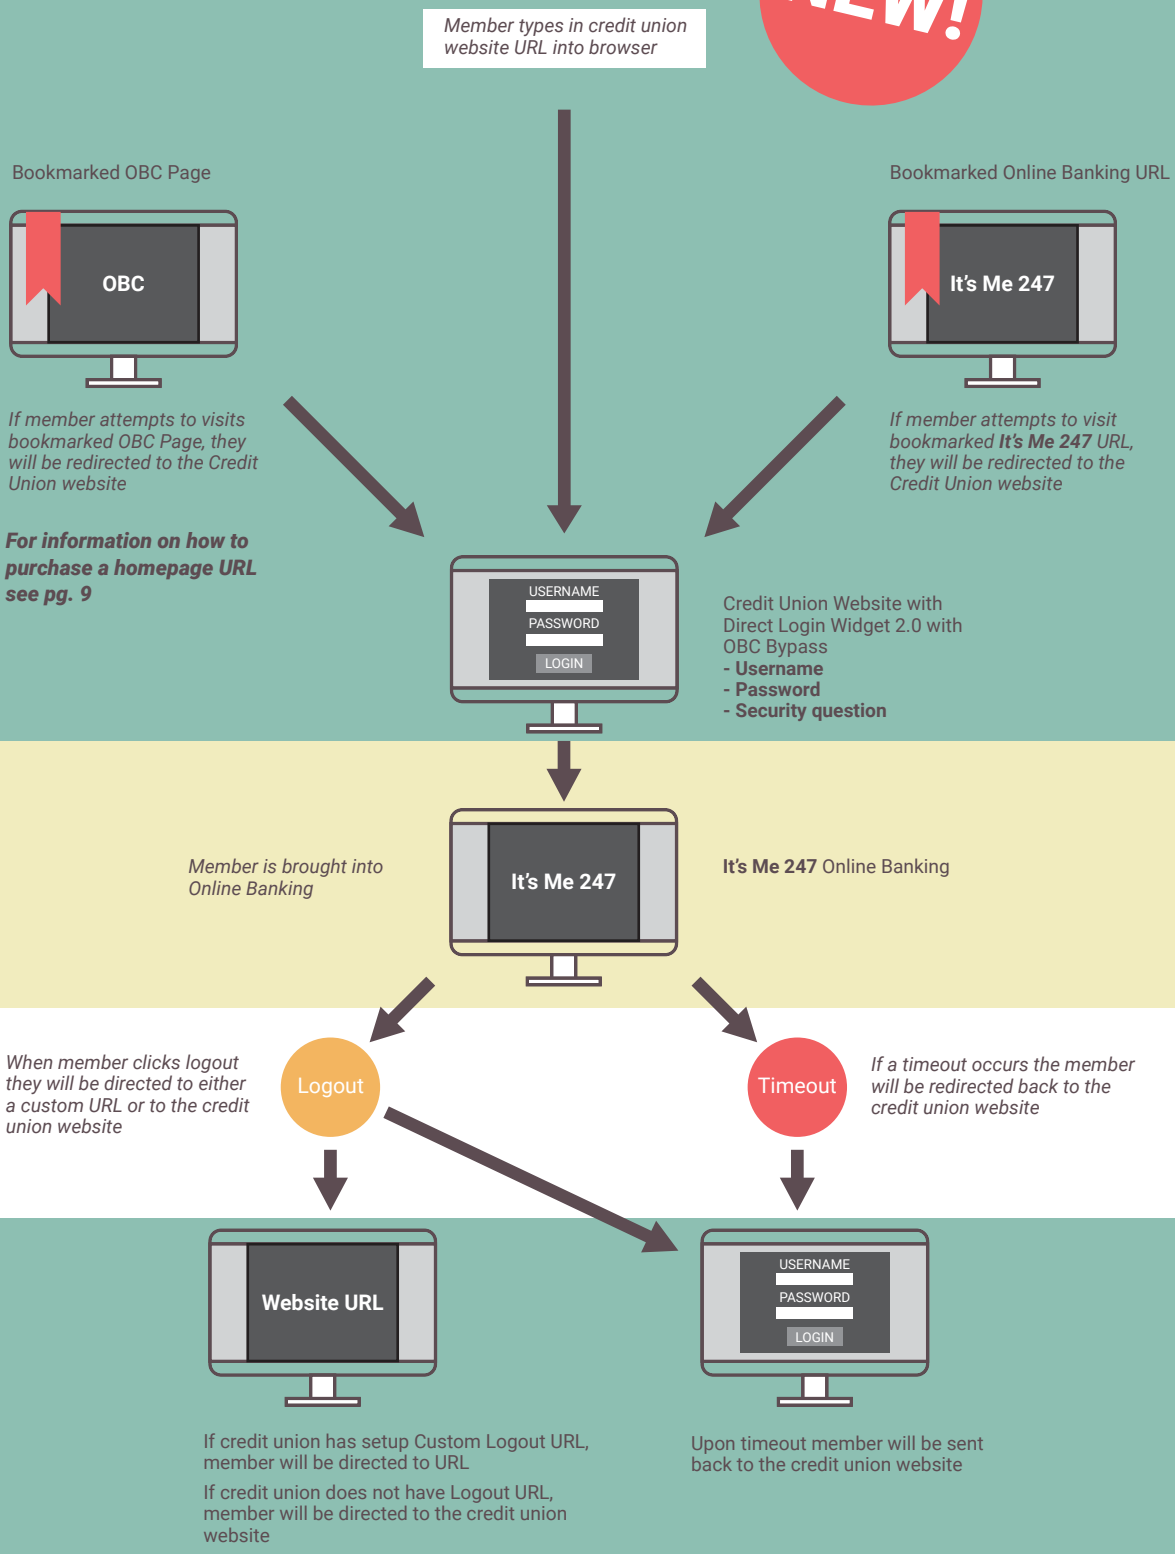 NEW!
Member types in credit union
website URL into browser
Bookmarked OBC Page
Bookmarked Online Banking URL
OBC
It's Me 247
If member attempts to visits
bookmarked OBC Page, they
will be redirected to the Credit
Union website
If member attempts to visit
bookmarked It's Me 247 URL,
they will be redirected to the
Credit Union website
For information on how to
purchase a homepage URL
see pg. 9
USERNAME
PASSWORD
LOGIN
Credit Union Website with
Direct Login Widget 2.0 with
OBC Bypass
- Username
- Password
- Security question
Member is brought into
Online Banking
It's Me 247
It's Me 247 Online Banking
When member clicks logout
they will be directed to either
a custom URL or to the credit
union website
Logout
Timeout
If a timeout occurs the member
will be redirected back to the
credit union website
Website URL
USERNAME
PASSWORD
LOGIN
If credit union has setup Custom Logout URL,
member will be directed to URL
If credit union does not have Logout URL,
member will be directed to the credit union
website
Upon timeout member will be sent
back to the credit union website